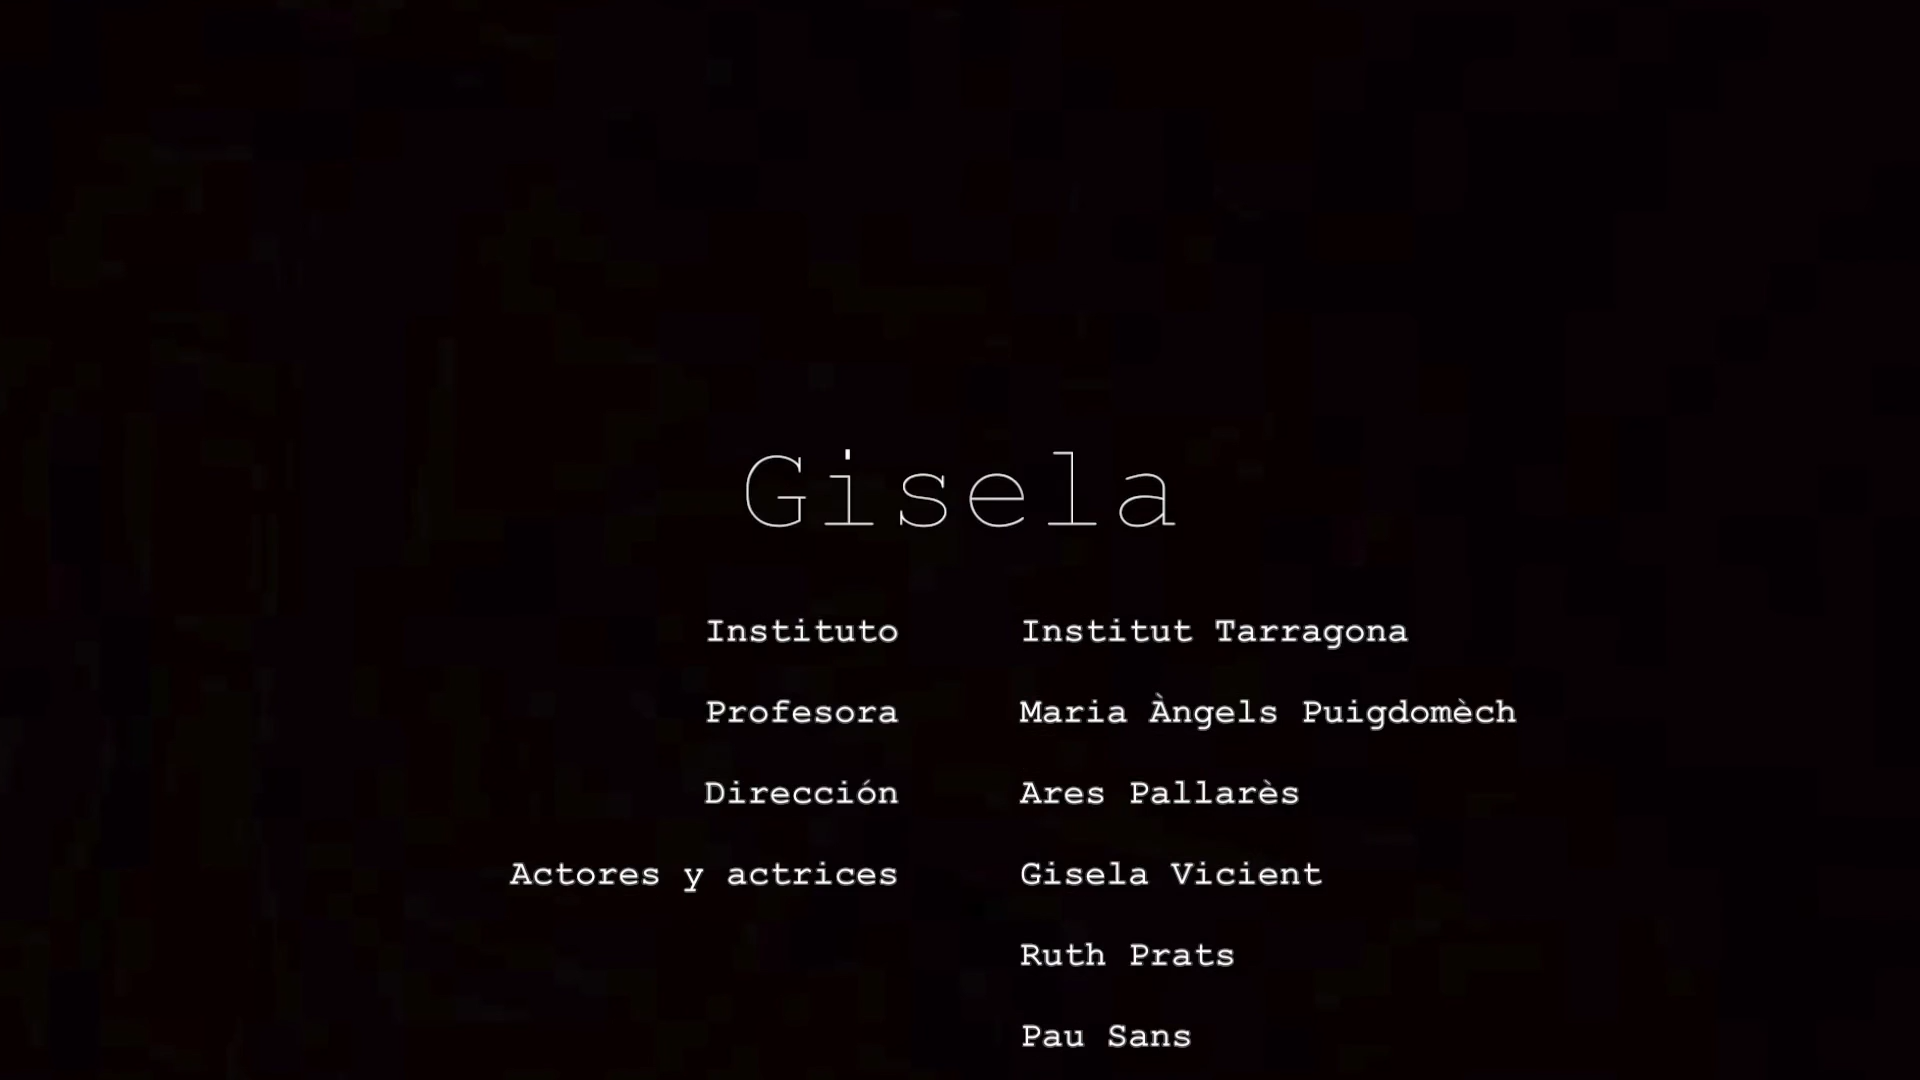 Gisela
Instituto Institut Tarragona
Profesora Maria Àngels Puigdomèch
Dirección Ares Pallarès
Actores y actrices Gisela Vicient
Ruth Prats
Pau Sans